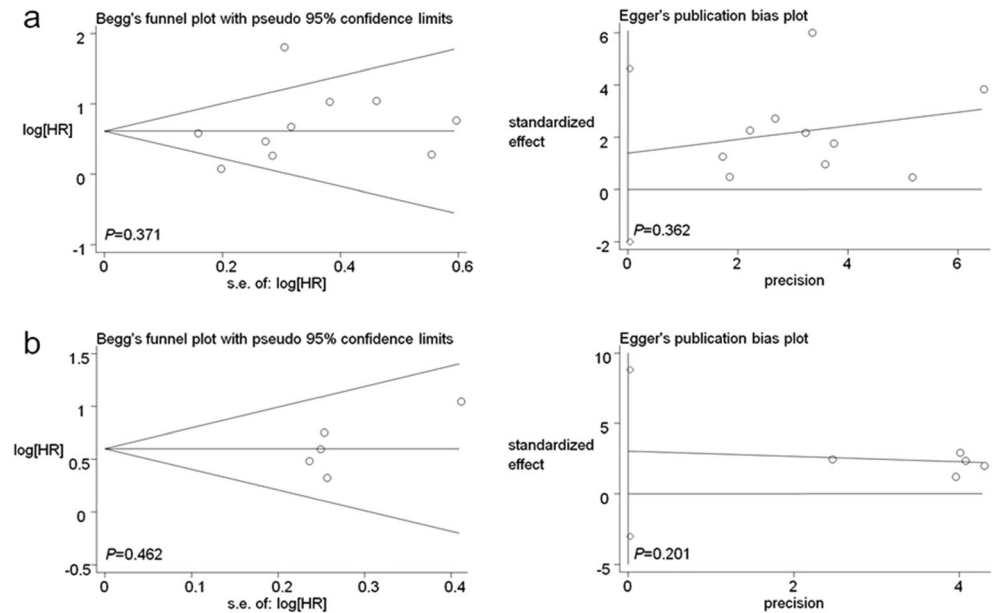 a
Begg's funnel plot with pseudo 95% confidence limits
2
1
log[HR]
0
-1
P=0.371
0 0.2 0.4 0.6
s.e. of: log[HR]
Egger's publication bias plot
6
4
standardized
effect
2
0
-2
P=0.362
0 2 4 6
precision
b
Begg's funnel plot with pseudo 95% confidence limits
1.5
1
log[HR]
0.5
0
-0.5
P=0.462
0 0.1 0.2 0.3 0.4
s.e. of: log[HR]
Egger's publication bias plot
10
5
standardized
effect
0
-5
P=0.201
0 2 4
precision